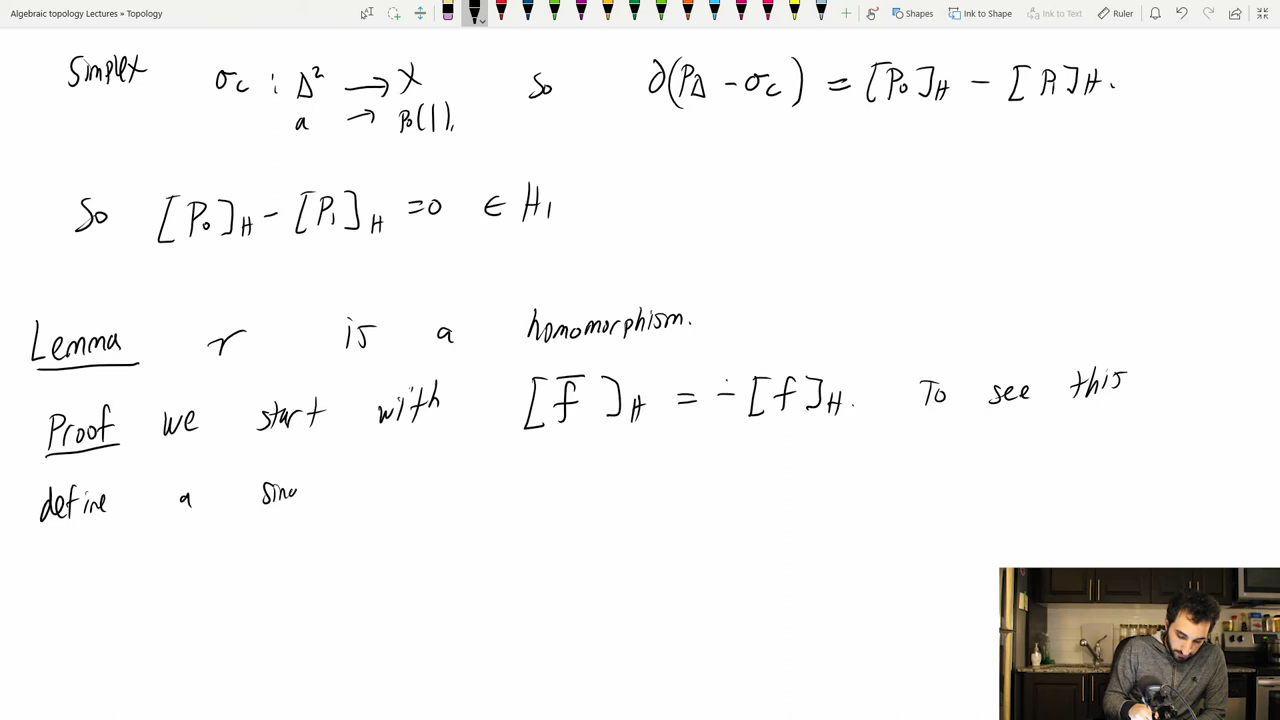 Algebraic topology Lectures » Topology
Shapes
Ink to Shape
Ink to Text
Ruler
Simplex σc : Δ² → X so ∂(PΔ - σc) = [P₀]H - [P₁]H.
a → P₀(1),
So [P₀]H - [P₁]H = 0 ∈ H₁
Lemma r is a homomorphism.
Proof we start with [f̅]H = -[f]H. To see this
define a sing